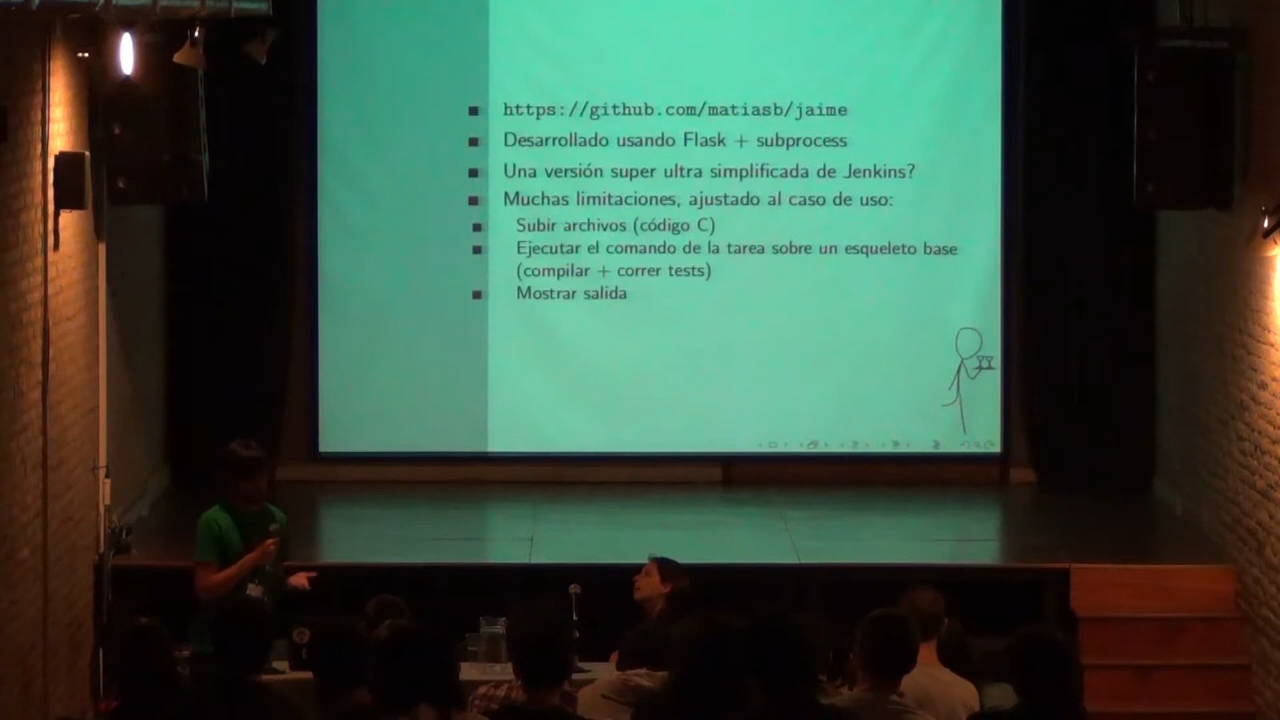 https://github.com/matiasb/jaime
Desarrollado usando Flask + subprocess
Una versión super ultra simplificada de Jenkins?
Muchas limitaciones, ajustado al caso de uso:
Subir archivos (código C)
Ejecutar el comando de la tarea sobre un esqueleto base
(compilar + correr tests)
Mostrar salida